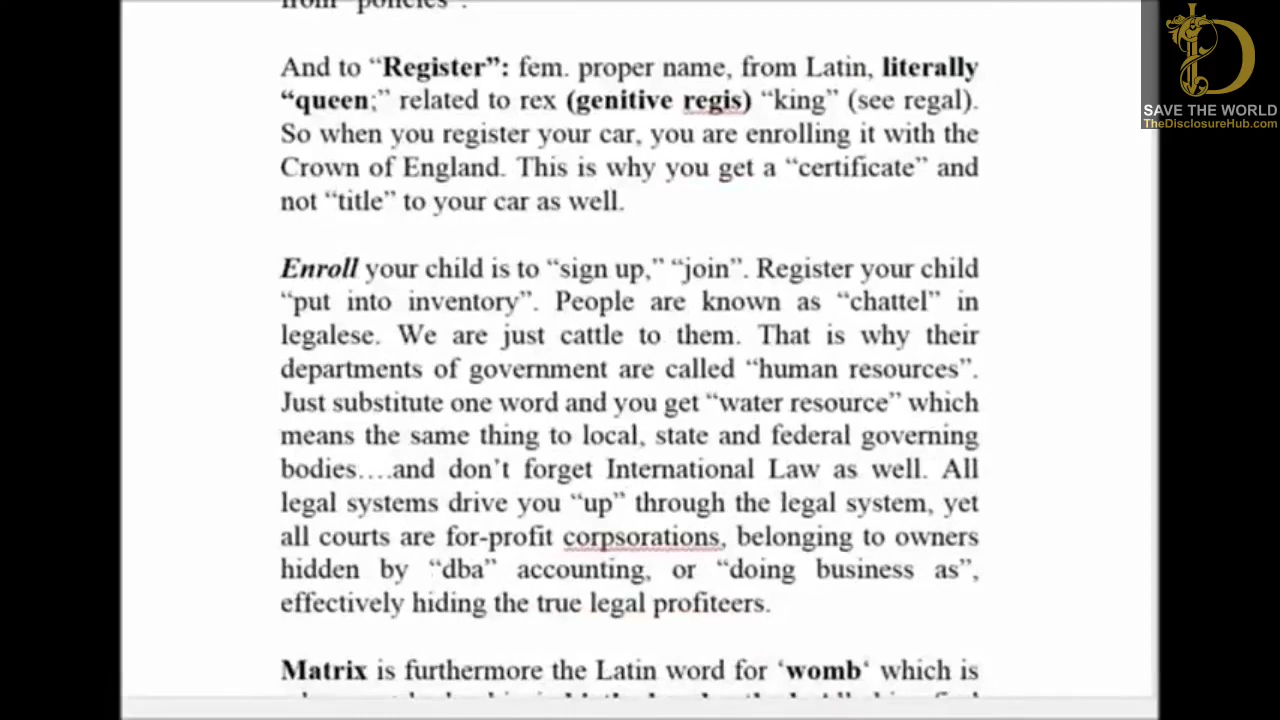 from "policies".
And to “Register”: fem. proper name, from Latin, literally
“queen;” related to rex (genitive regis) “king” (see regal).
So when you register your car, you are enrolling it with the
Crown of England. This is why you get a “certificate” and
not “title” to your car as well.
Enroll your child is to “sign up,” “join”. Register your child
“put into inventory”. People are known as “chattel” in
legalese. We are just cattle to them. That is why their
departments of government are called “human resources”.
Just substitute one word and you get “water resource” which
means the same thing to local, state and federal governing
bodies….and don’t forget International Law as well. All
legal systems drive you “up” through the legal system, yet
all courts are for-profit corpsorations, belonging to owners
hidden by “dba” accounting, or “doing business as”,
effectively hiding the true legal profiteers.
Matrix is furthermore the Latin word for ‘womb‘ which is
SAVE THE WORLD
TheDisclosureHub.com